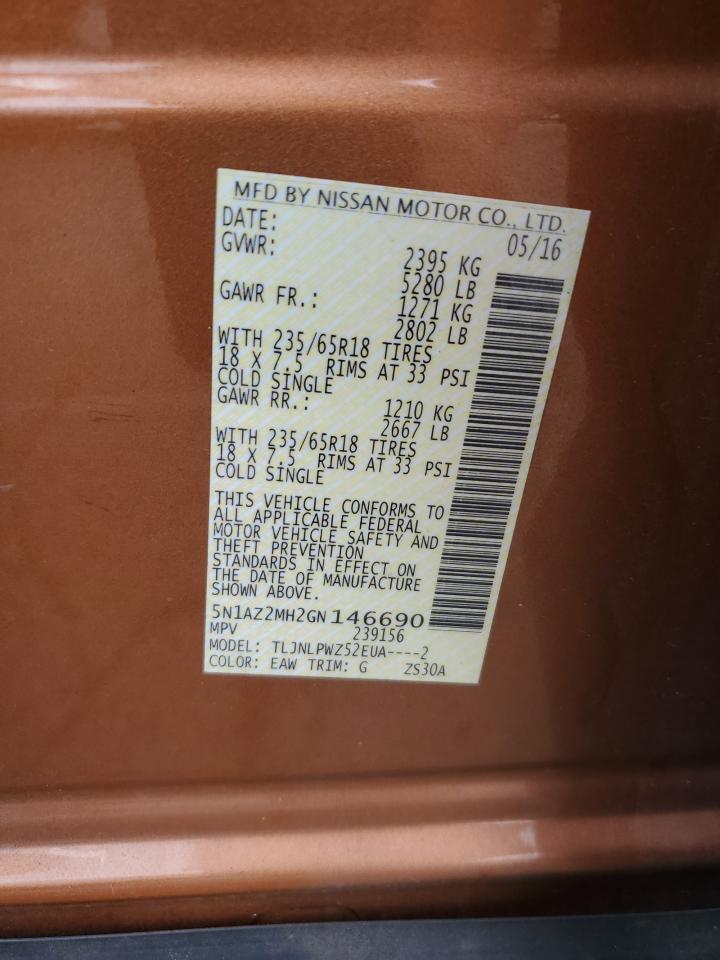 MFD BY NISSAN MOTOR CO., LTD.
DATE: 05/16
GVWR: 2395 KG
5280 LB
GAWR FR.: 1271 KG
2802 LB
WITH 235/65R18 TIRES
18 X 7.5 RIMS AT 33 PSI
COLD SINGLE
GAWR RR.: 1210 KG
2667 LB
WITH 235/65R18 TIRES
18 X 7.5 RIMS AT 33 PSI
COLD SINGLE
THIS VEHICLE CONFORMS TO
ALL APPLICABLE FEDERAL
MOTOR VEHICLE SAFETY AND
THEFT PREVENTION
STANDARDS IN EFFECT ON
THE DATE OF MANUFACTURE
SHOWN ABOVE.
5N1AZ2MH2GN146690
MPV 239156
MODEL: TLJNLPWZ52EUA----2
COLOR: EAW TRIM: G ZS30A